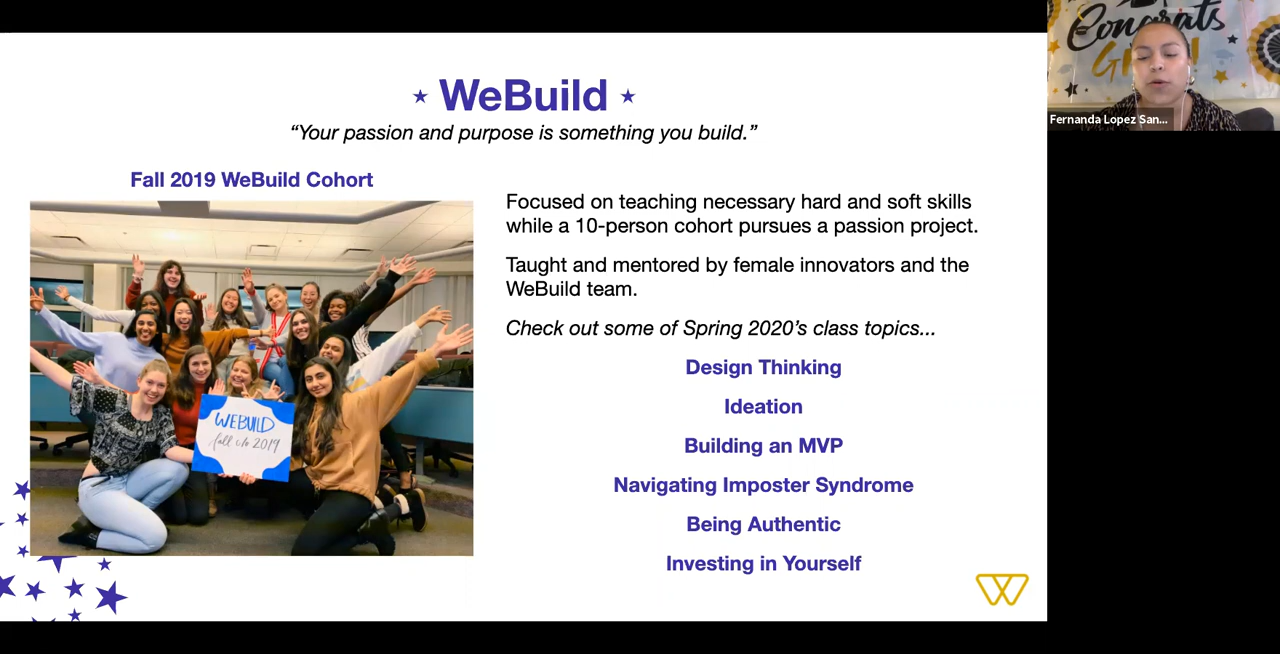 WeBuild
“Your passion and purpose is something you build.”
Fall 2019 WeBuild Cohort
WEBUILD
fall c/o 2019
Focused on teaching necessary hard and soft skills
while a 10-person cohort pursues a passion project.
Taught and mentored by female innovators and the
WeBuild team.
Check out some of Spring 2020’s class topics...
Design Thinking
Ideation
Building an MVP
Navigating Imposter Syndrome
Being Authentic
Investing in Yourself
Congrats
Fernanda Lopez San...